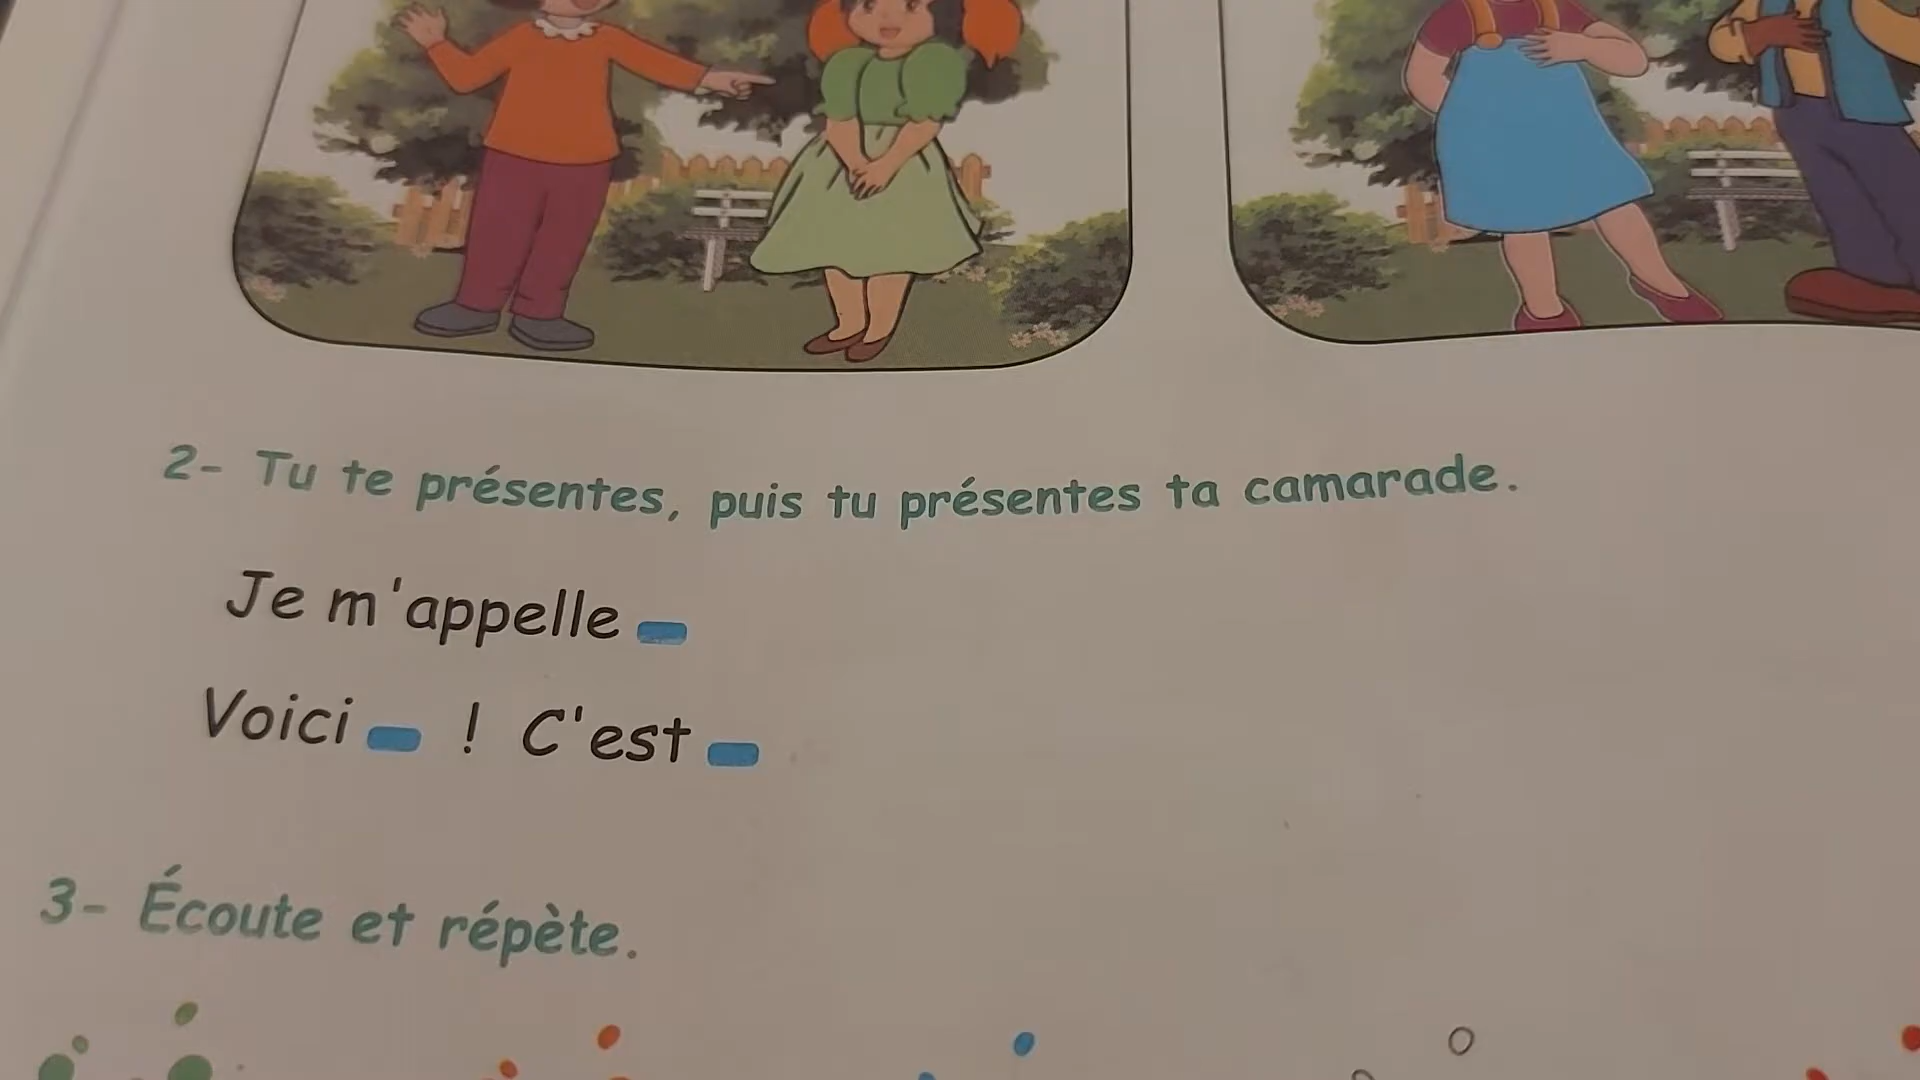 2- Tu te présentes, puis tu présentes ta camarade.
Je m'appelle
Voici ! C'est
3- Écoute et répète.